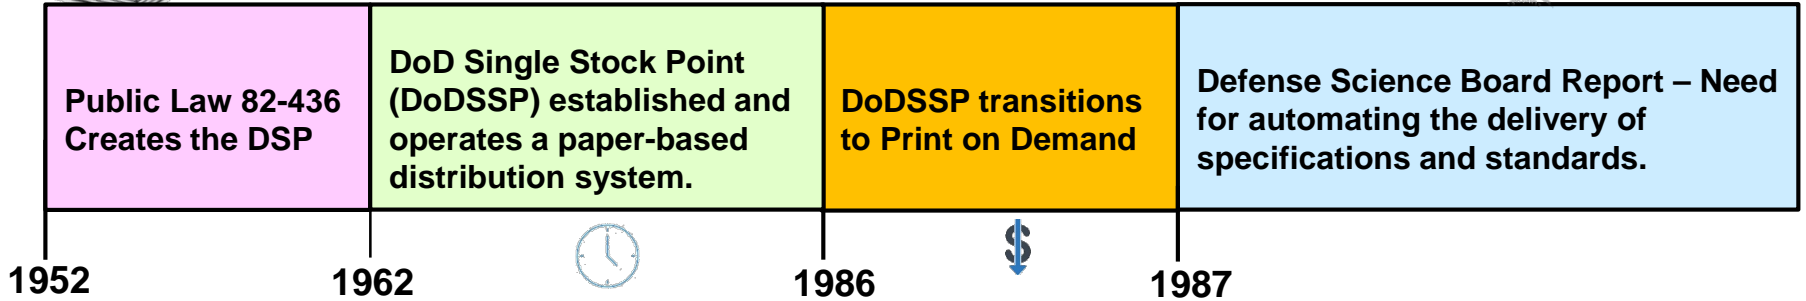 Public Law 82-436
Creates the DSP
DoD Single Stock Point
(DoDSSP) established and
operates a paper-based
distribution system.
DoDSSP transitions
to Print on Demand
Defense Science Board Report – Need
for automating the delivery of
specifications and standards.
$
1952
1962
1986
1987